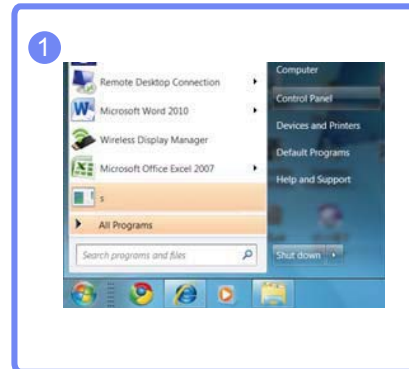 1
Remote Desktop Connection
Microsoft Word 2010
Wireless Display Manager
Microsoft Office Excel 2007
s
All Programs
Search programs and files
Computer
Control Panel
Devices and Printers
Default Programs
Help and Support
Shut down